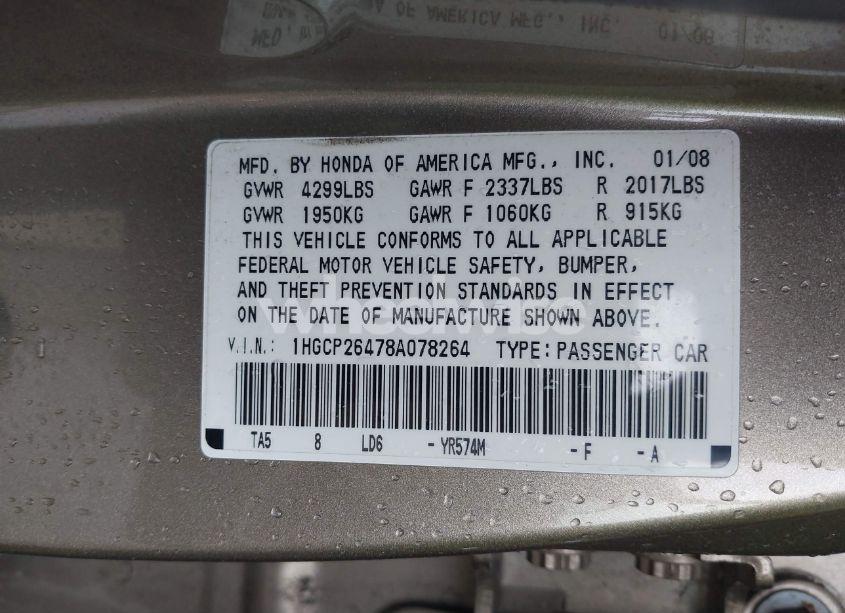 MFD. BY HONDA OF AMERICA MFG., INC. 01/08
GVWR 4299LBS GAWR F 2337LBS R 2017LBS
GVWR 1950KG GAWR F 1060KG R 915KG
THIS VEHICLE CONFORMS TO ALL APPLICABLE
FEDERAL MOTOR VEHICLE SAFETY, BUMPER,
AND THEFT PREVENTION STANDARDS IN EFFECT
ON THE DATE OF MANUFACTURE SHOWN ABOVE.
V.I.N.: 1HGCP26478A078264 TYPE: PASSENGER CAR
TA5 8 LD6 - YR574M - F - A